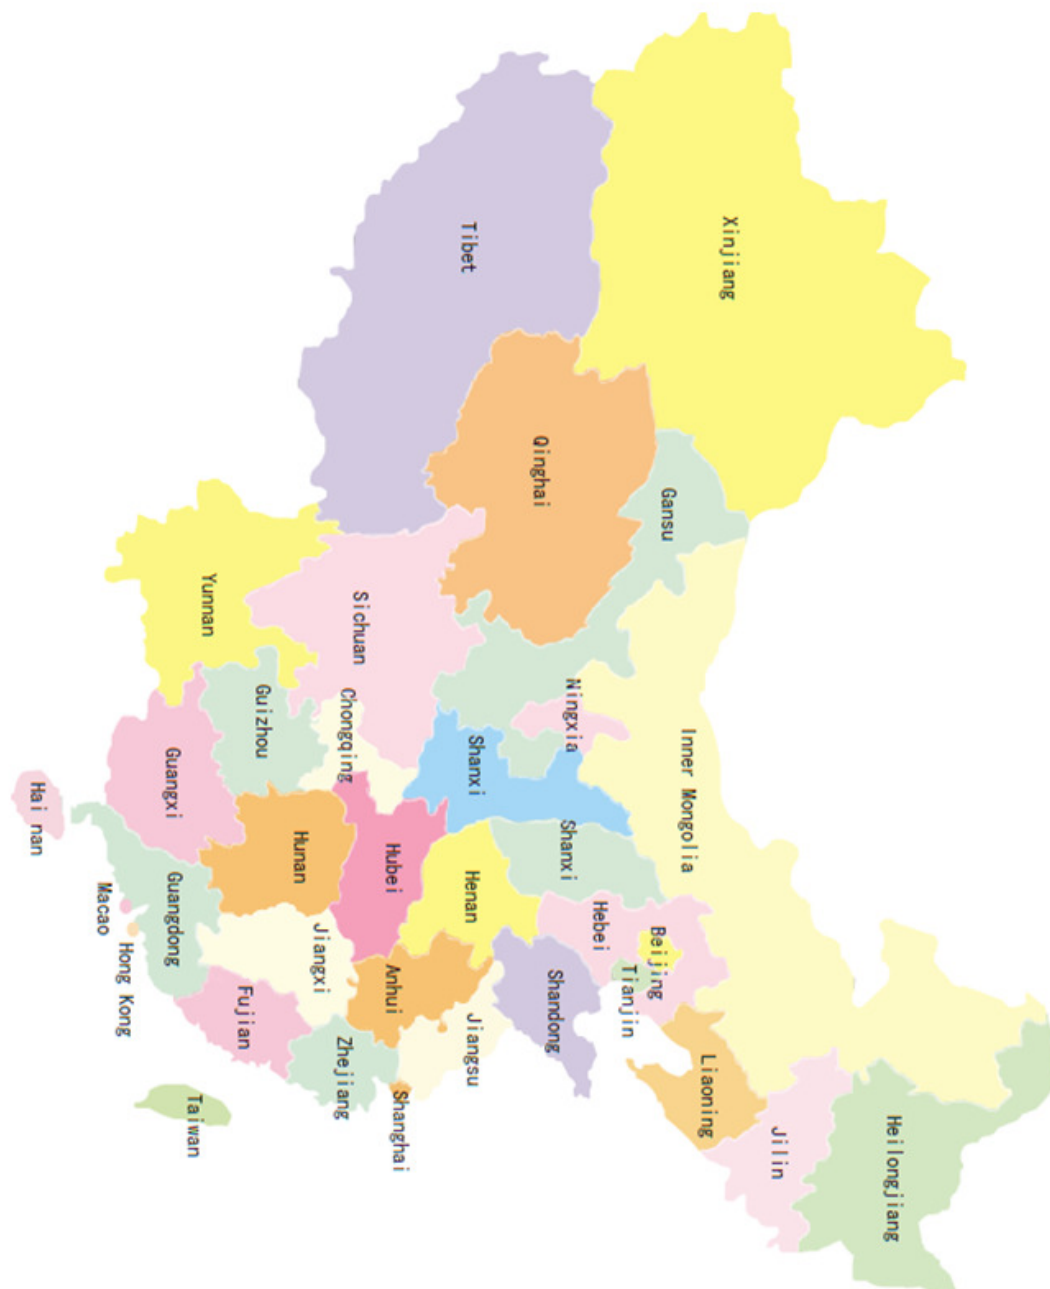 Xinjiang
Tibet
Qinghai
Gansu
Inner Mongolia
Heilongjiang
Jilin
Liaoning
Ningxia
Shanxi
Shanxi
Hebei
Beijing
Tianjin
Shandong
Henan
Sichuan
Chongqing
Hubei
Anhui
Jiangsu
Shanghai
Zhejiang
Yunnan
Guizhou
Hunan
Jiangxi
Fujian
Guangxi
Guangdong
Taiwan
Hong Kong
Macao
Hai nan